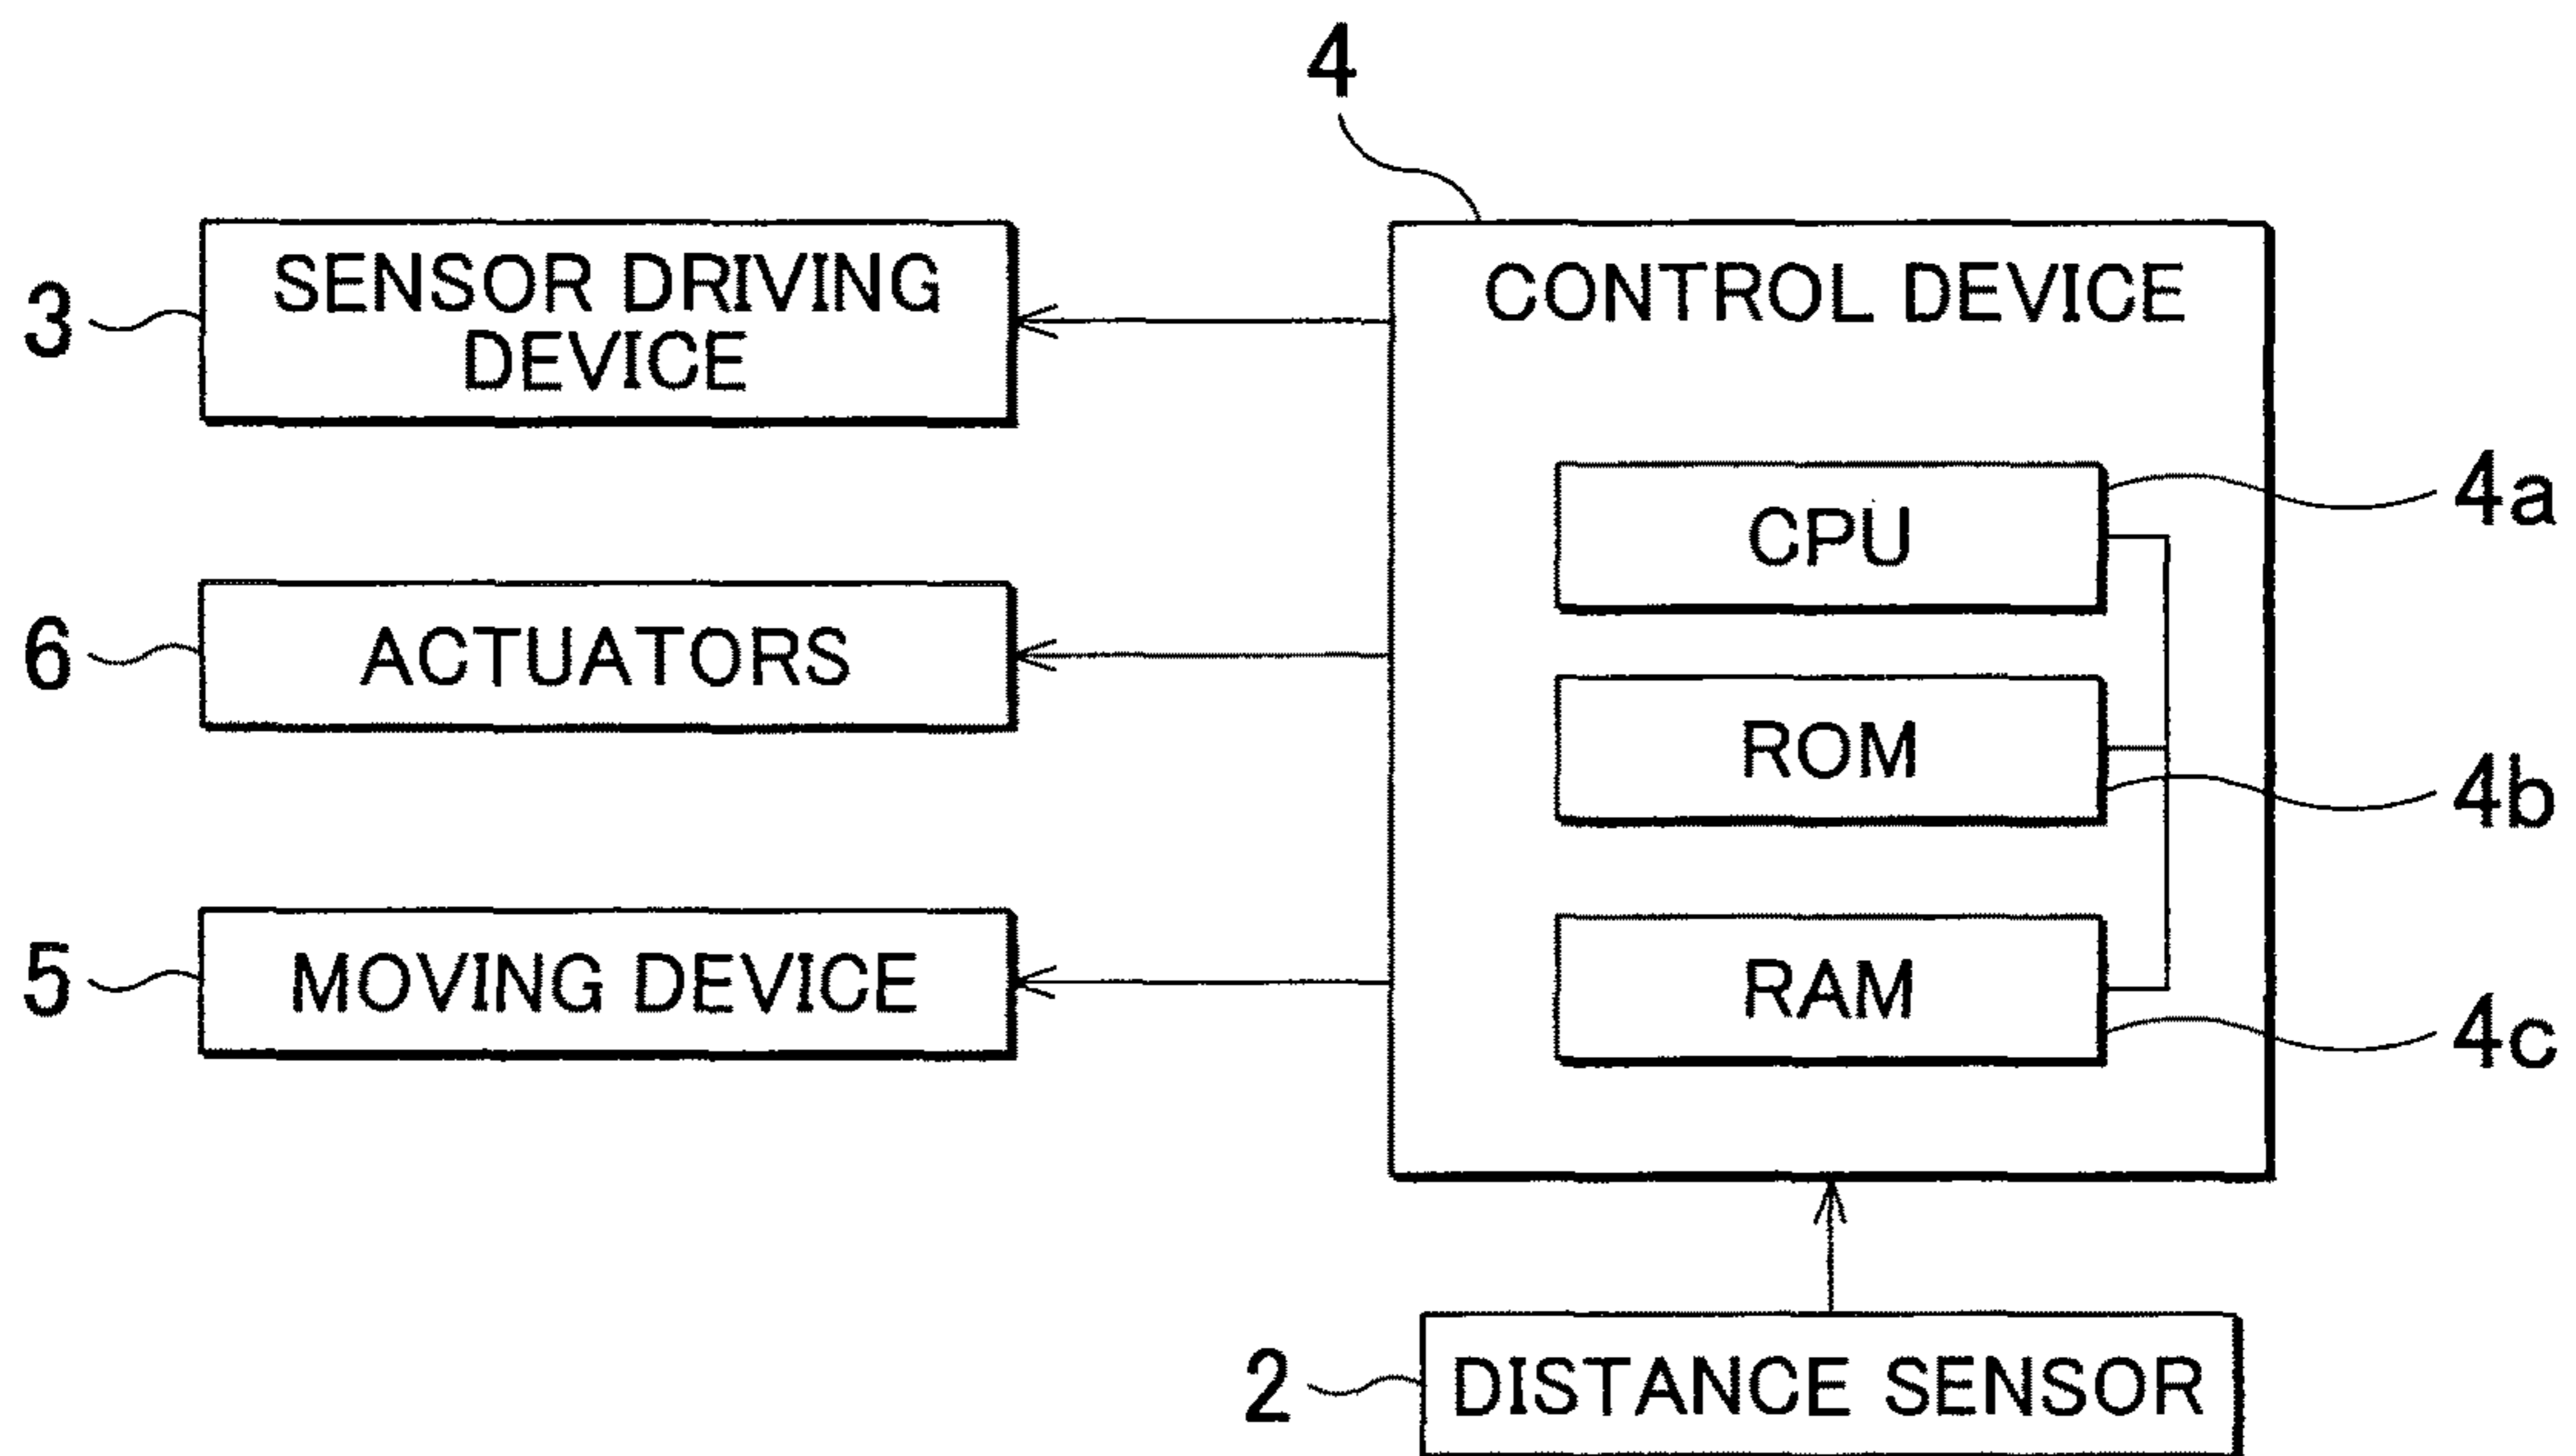 4
3
SENSOR DRIVING
DEVICE
CONTROL DEVICE
4a
CPU
6
ACTUATORS
ROM
4b
5
MOVING DEVICE
RAM
4c
2
DISTANCE SENSOR